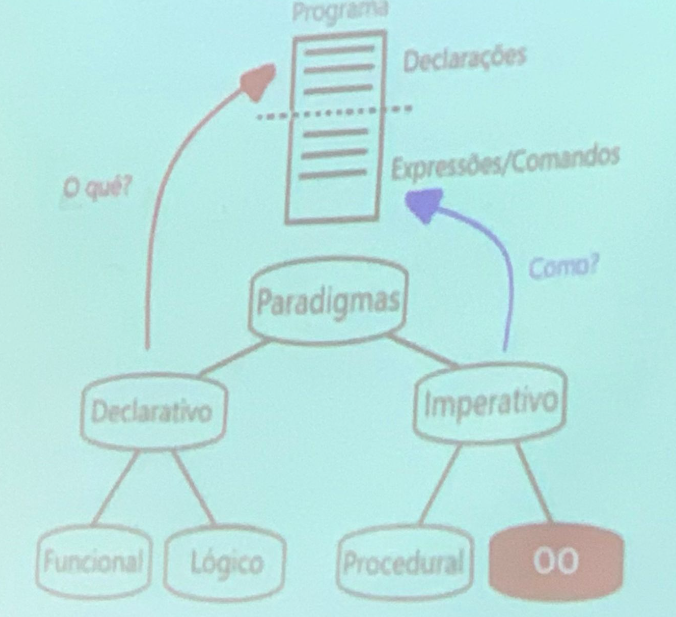 Programa
Declarações
Expressões/Comandos
O quê?
Como?
Paradigmas
Declarativo
Imperativo
Funcional
Lógico
Procedural
OO